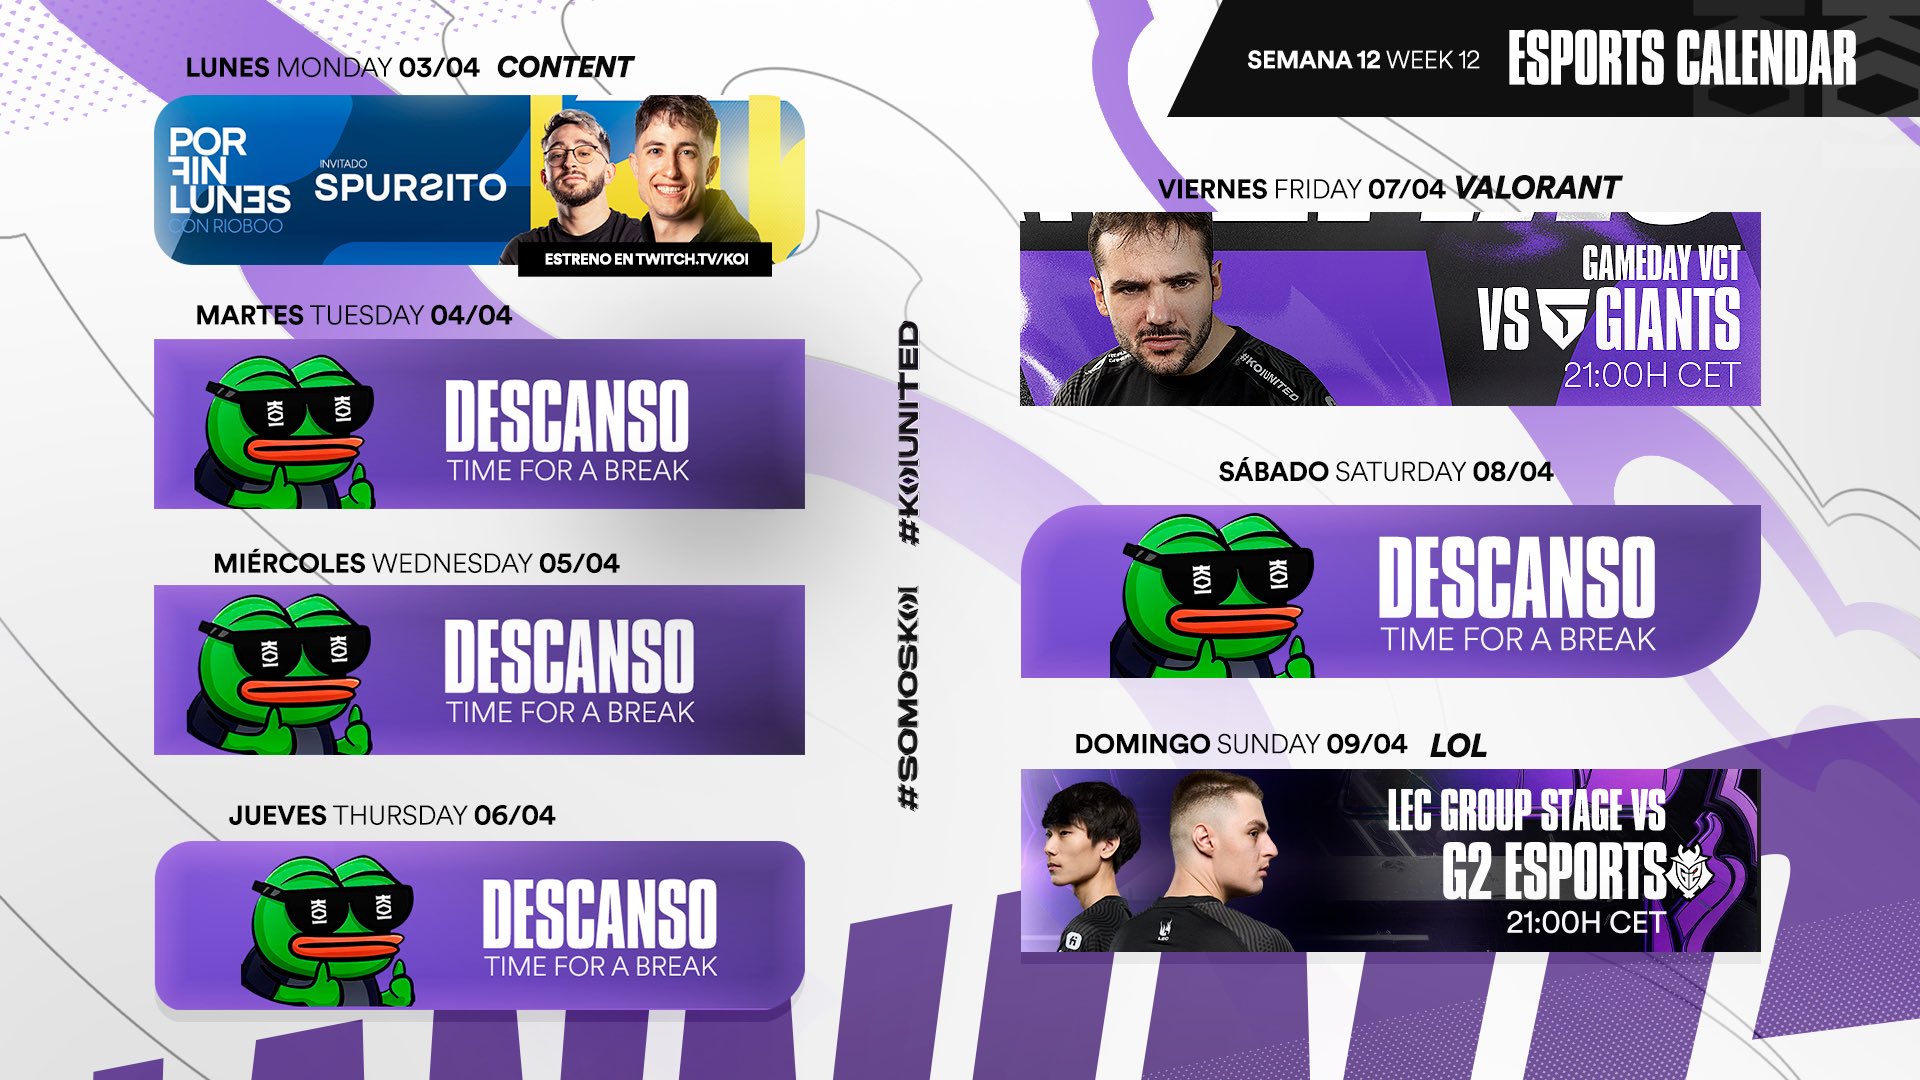 SEMANA 12 WEEK 12 ESPORTS CALENDAR
LUNES MONDAY 03/04 CONTENT
POR
FIN
LUNES
CON RIOBOO
INVITADO
SPURSITO
ESTRENO EN TWITCH.TV/KOI
MARTES TUESDAY 04/04
KOI KOI
DESCANSO
TIME FOR A BREAK
MIÉRCOLES WEDNESDAY 05/04
KOI KOI
DESCANSO
TIME FOR A BREAK
JUEVES THURSDAY 06/04
KOI KOI
DESCANSO
TIME FOR A BREAK
#SOMOSKOI #KOIUNITED
VIERNES FRIDAY 07/04 VALORANT
GAMEDAY VCT
VS GIANTS
21:00H CET
#KOIUNITED
SÁBADO SATURDAY 08/04
KOI KOI
DESCANSO
TIME FOR A BREAK
DOMINGO SUNDAY 09/04 LOL
LEC GROUP STAGE VS
G2 ESPORTS
21:00H CET
LEC